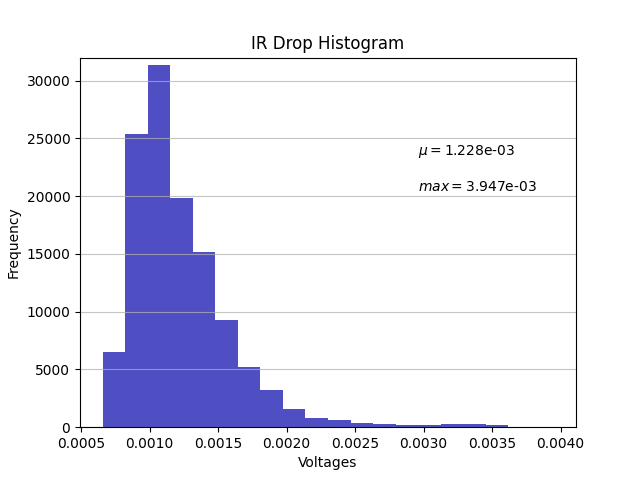 IR Drop Histogram
30000
25000
20000
15000
10000
5000
0
Frequency
μ = 1.228e-03
max = 3.947e-03
0.0005 0.0010 0.0015 0.0020 0.0025 0.0030 0.0035 0.0040
Voltages